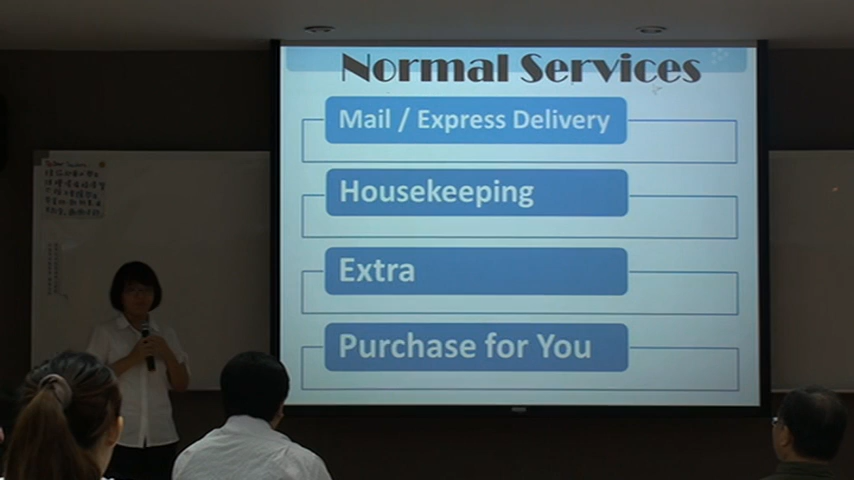 Normal Services
Mail / Express Delivery
Housekeeping
Extra
Purchase for You